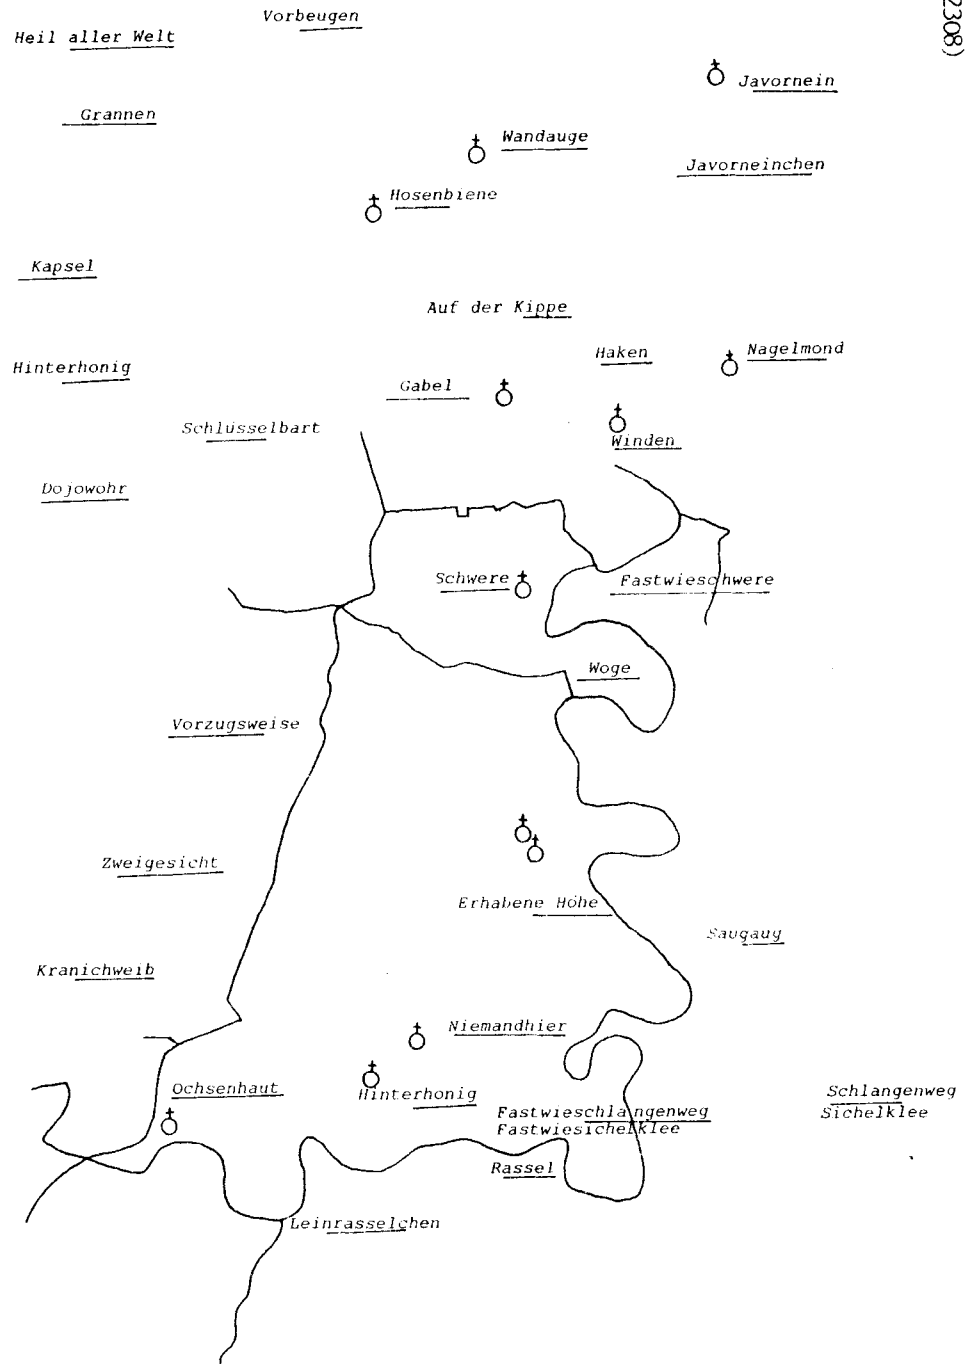 2308)
Vorbeugen
Heil aller Welt
Javornein
Grannen
Wandauge
Javorneinchen
Hosenbiene
Kapsel
Auf der Kippe
Haken
Nagelmond
Hinterhonig
Gabel
Schlüsselbart
Winden
Dojowohr
Schwere
Fastwieschwere
Woge
Vorzugsweise
Zweigesicht
Erhabene Höhe
Saugaug
Kranichweib
Niemandhier
Ochsenhaut
Hinterhonig
Schlangenweg
Sichelklee
Fastwieschlangenweg
Fastwiesichelklee
Rassel
Leinrasselchen